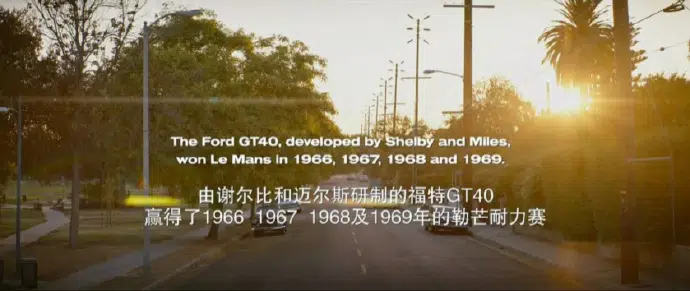 The Ford GT40, developed by Shelby and Miles,
won Le Mans in 1966, 1967, 1968 and 1969.
由谢尔比和迈尔斯研制的福特GT40
赢得了1966 1967 1968及1969年的勒芒耐力赛